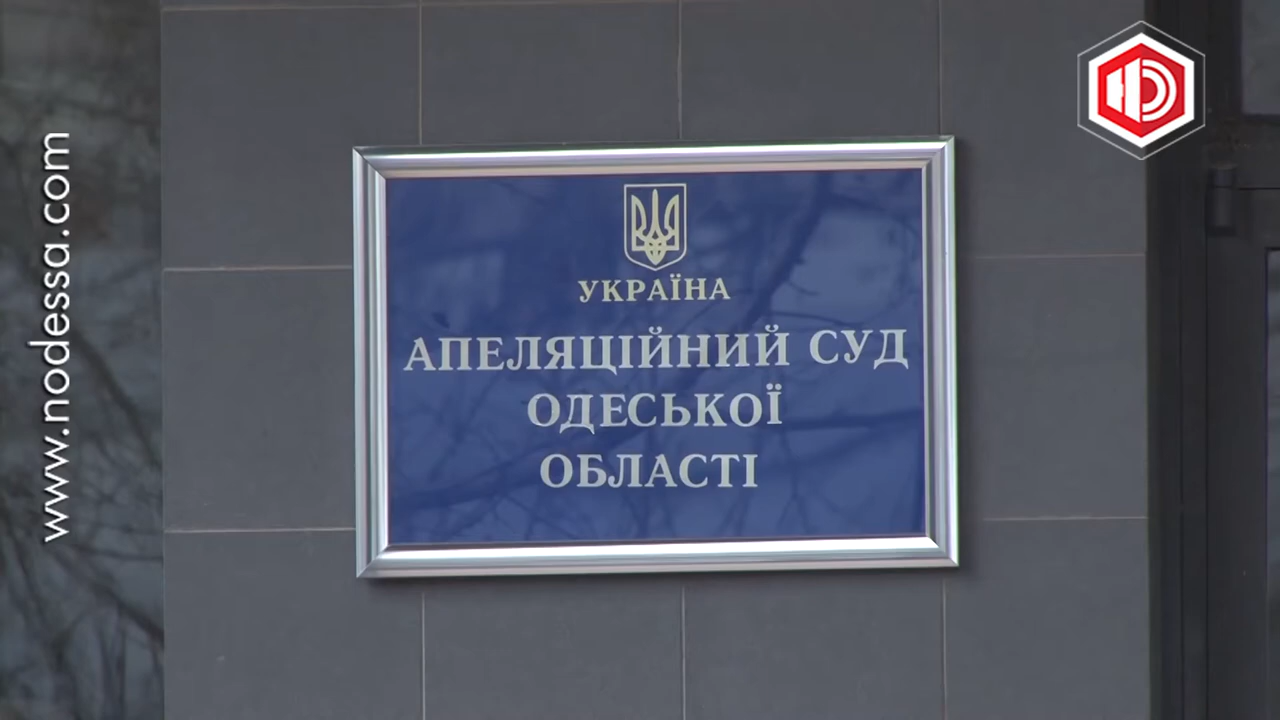 www.nodessa.com
УКРАЇНА
АПЕЛЯЦІЙНИЙ СУД
ОДЕСЬКОЇ
ОБЛАСТІ